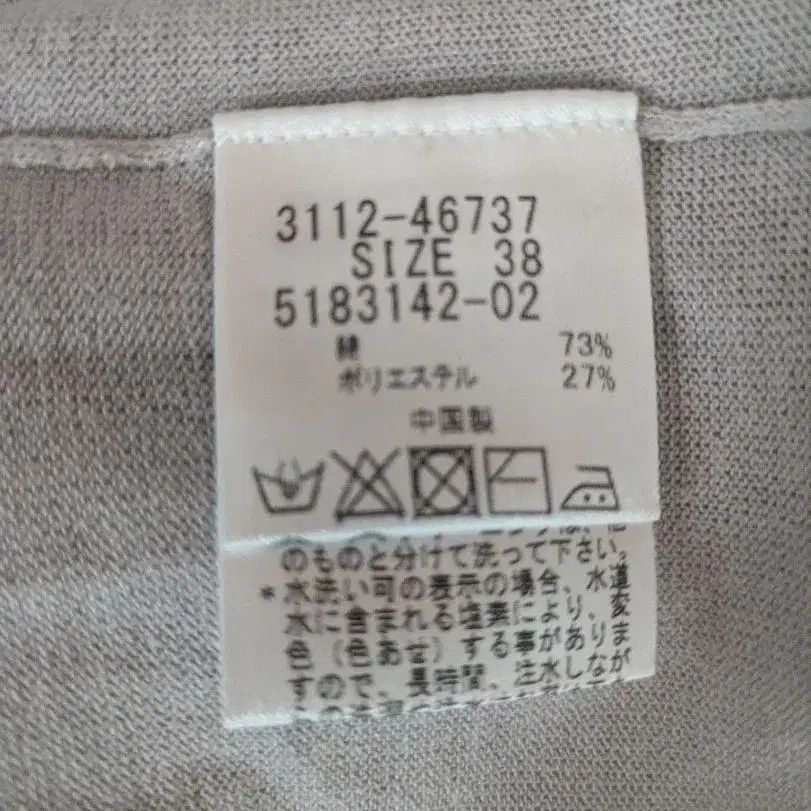 3112-46737
SIZE 38
5183142-02
綿 73%
ポリエステル 27%
中国製
のものと分けて洗って下さい。
*水洗い可の表示の場合、水道
水に含まれる塩素により、変
色(色あせ)する事がありま
すので、長時間、注水しなが